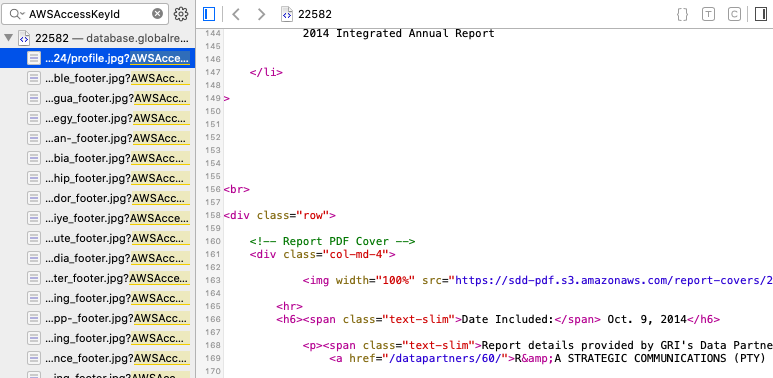 AWSAccessKeyId
22582
22582 — database.globalre...
...24/profile.jpg?AWSAcce...
...ble_footer.jpg?AWSAcc...
...gua_footer.jpg?AWSAcc...
...egy_footer.jpg?AWSAcc...
...an-_footer.jpg?AWSAcc...
...bia_footer.jpg?AWSAcc...
...hip_footer.jpg?AWSAcc...
...dor_footer.jpg?AWSAcc...
...iye_footer.jpg?AWSAcce...
...ute_footer.jpg?AWSAcc...
...dia_footer.jpg?AWSAcc...
...ter_footer.jpg?AWSAcce...
...ing_footer.jpg?AWSAcc...
...pp-_footer.jpg?AWSAcc...
...ing_footer.jpg?AWSAcc...
...nce_footer.jpg?AWSAcc...
{} T C
144 2014 Integrated Annual Report
145
146
147 </li>
148
149 >
150
151
152
153
154
155
156 <br>
157
158 <div class="row">
159
160 <!-- Report PDF Cover -->
161 <div class="col-md-4">
162
163 <img width="100%" src="https://sdd-pdf.s3.amazonaws.com/report-covers/2
164
165 <hr>
166 <h6><span class="text-slim">Date Included:</span> Oct. 9, 2014</h6>
167
168 <p><span class="text-slim">Report details provided by GRI's Data Partne
169 <a href="/datapartners/60/">R&amp;A STRATEGIC COMMUNICATIONS (PTY)
170